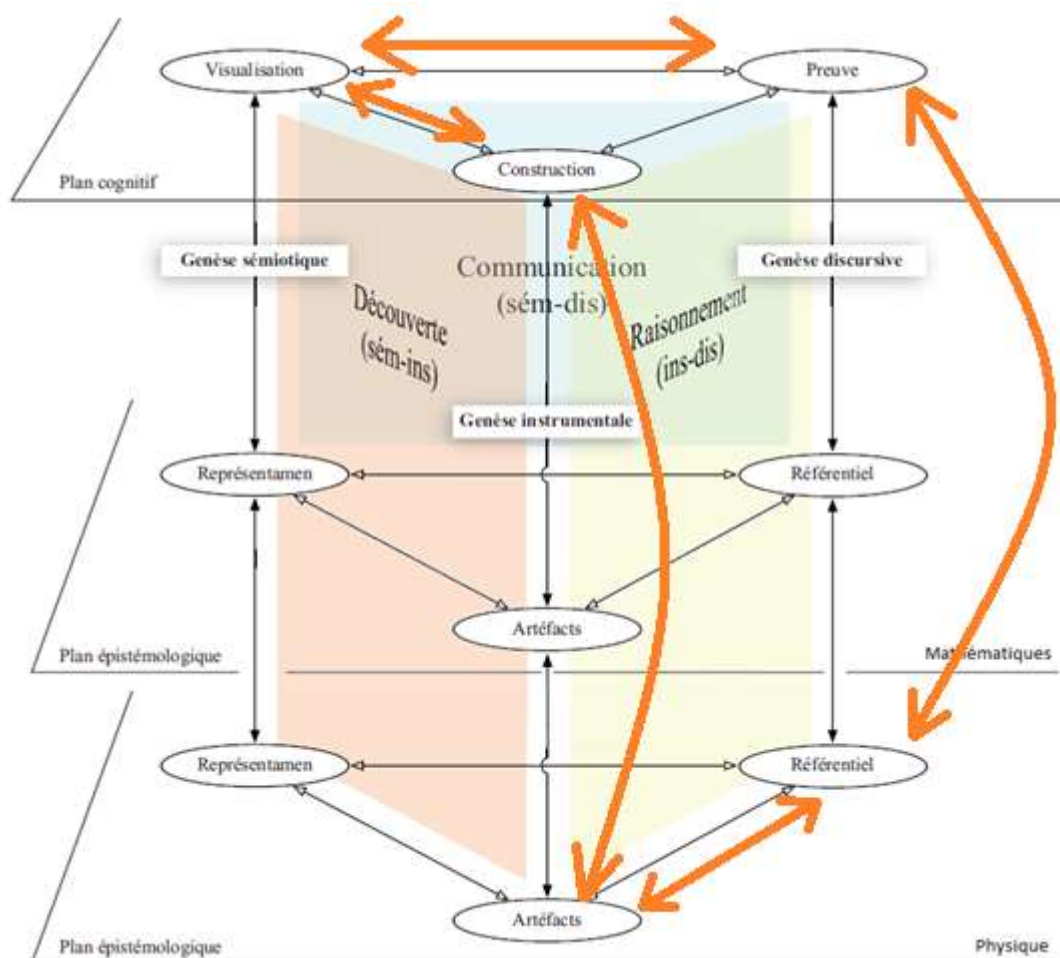 Visualisation
Preuve
Construction
Plan cognitif
Genèse sémiotique
Communication
(sém-dis)
Genèse discursive
Découverte
(sém-ins)
Raisonnement
(ins-dis)
Genèse instrumentale
Représentamen
Référentiel
Artéfacts
Plan épistémologique
Mathématiques
Représentamen
Référentiel
Artéfacts
Plan épistémologique
Physique